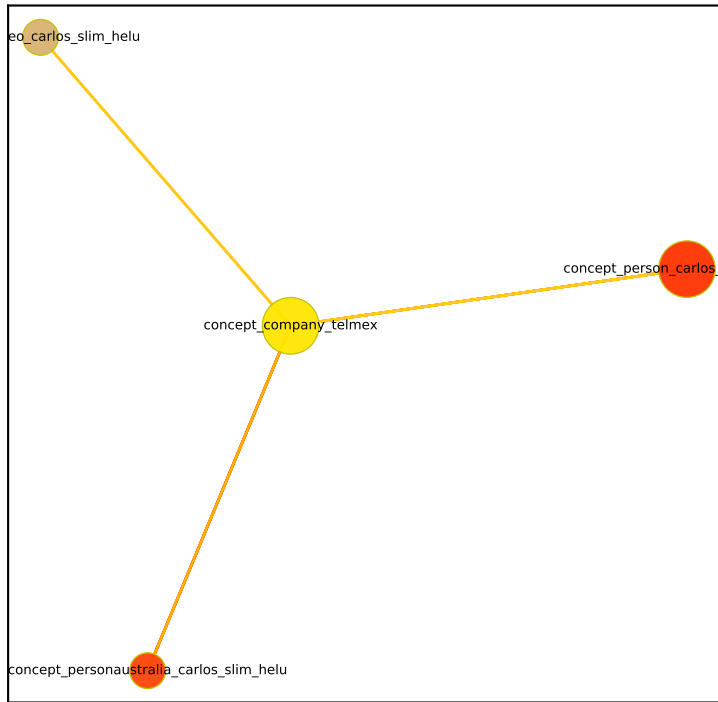 eo_carlos_slim_helu
concept_person_carlos_
concept_company_telmex
concept_personaustralia_carlos_slim_helu